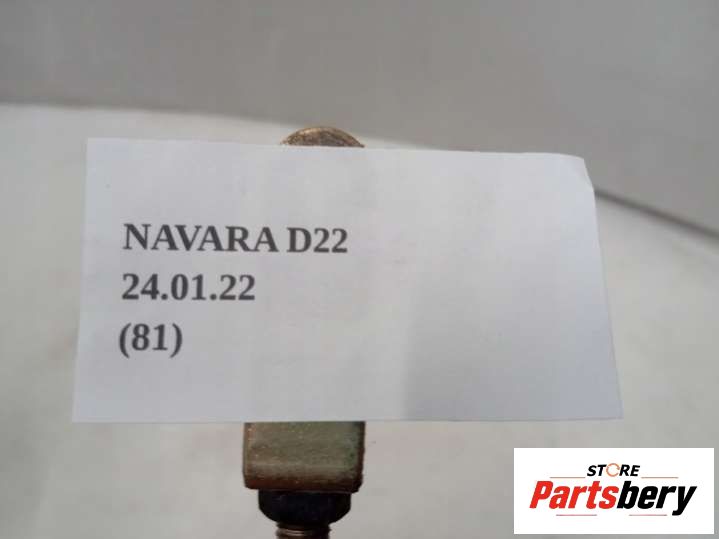 NAVARA D22
24.01.22
(81)
STORE
Partsbery